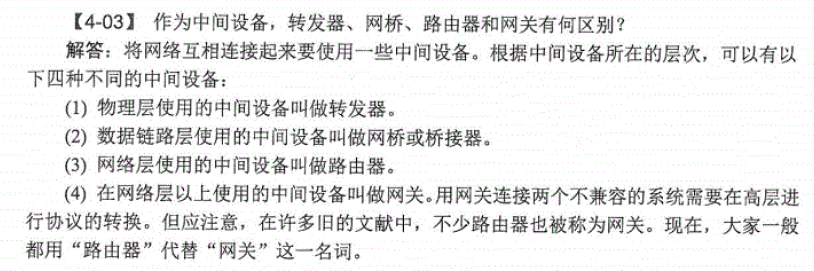 【4-03】 作为中间设备，转发器、网桥、路由器和网关有何区别？
解答：将网络互相连接起来要使用一些中间设备。根据中间设备所在的层次，可以有以
下四种不同的中间设备：
(1) 物理层使用的中间设备叫做转发器。
(2) 数据链路层使用的中间设备叫做网桥或桥接器。
(3) 网络层使用的中间设备叫做路由器。
(4) 在网络层以上使用的中间设备叫做网关。用网关连接两个不兼容的系统需要在高层进
行协议的转换。但应注意，在许多旧的文献中，不少路由器也被称为网关。现在，大家一般
都用“路由器”代替“网关”这一名词。